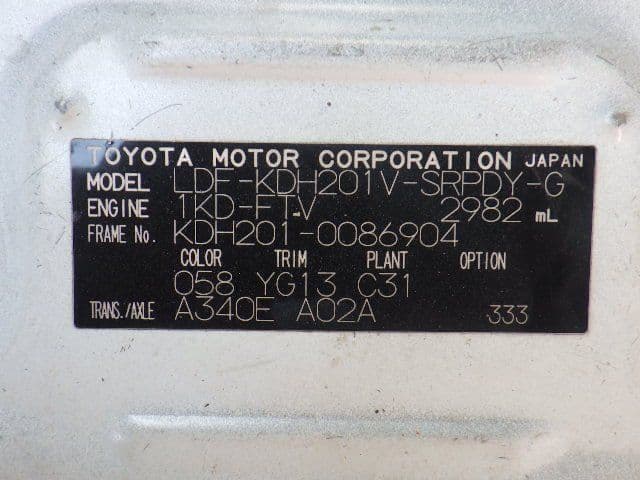 TOYOTA MOTOR CORPORATION JAPAN
MODEL LDF-KDH201V-SRPDY-G
ENGINE 1KD-FTV 2982 mL
FRAME No. KDH201-0086904
COLOR TRIM PLANT OPTION
058 YG13 C31
TRANS./AXLE A340E A02A 333